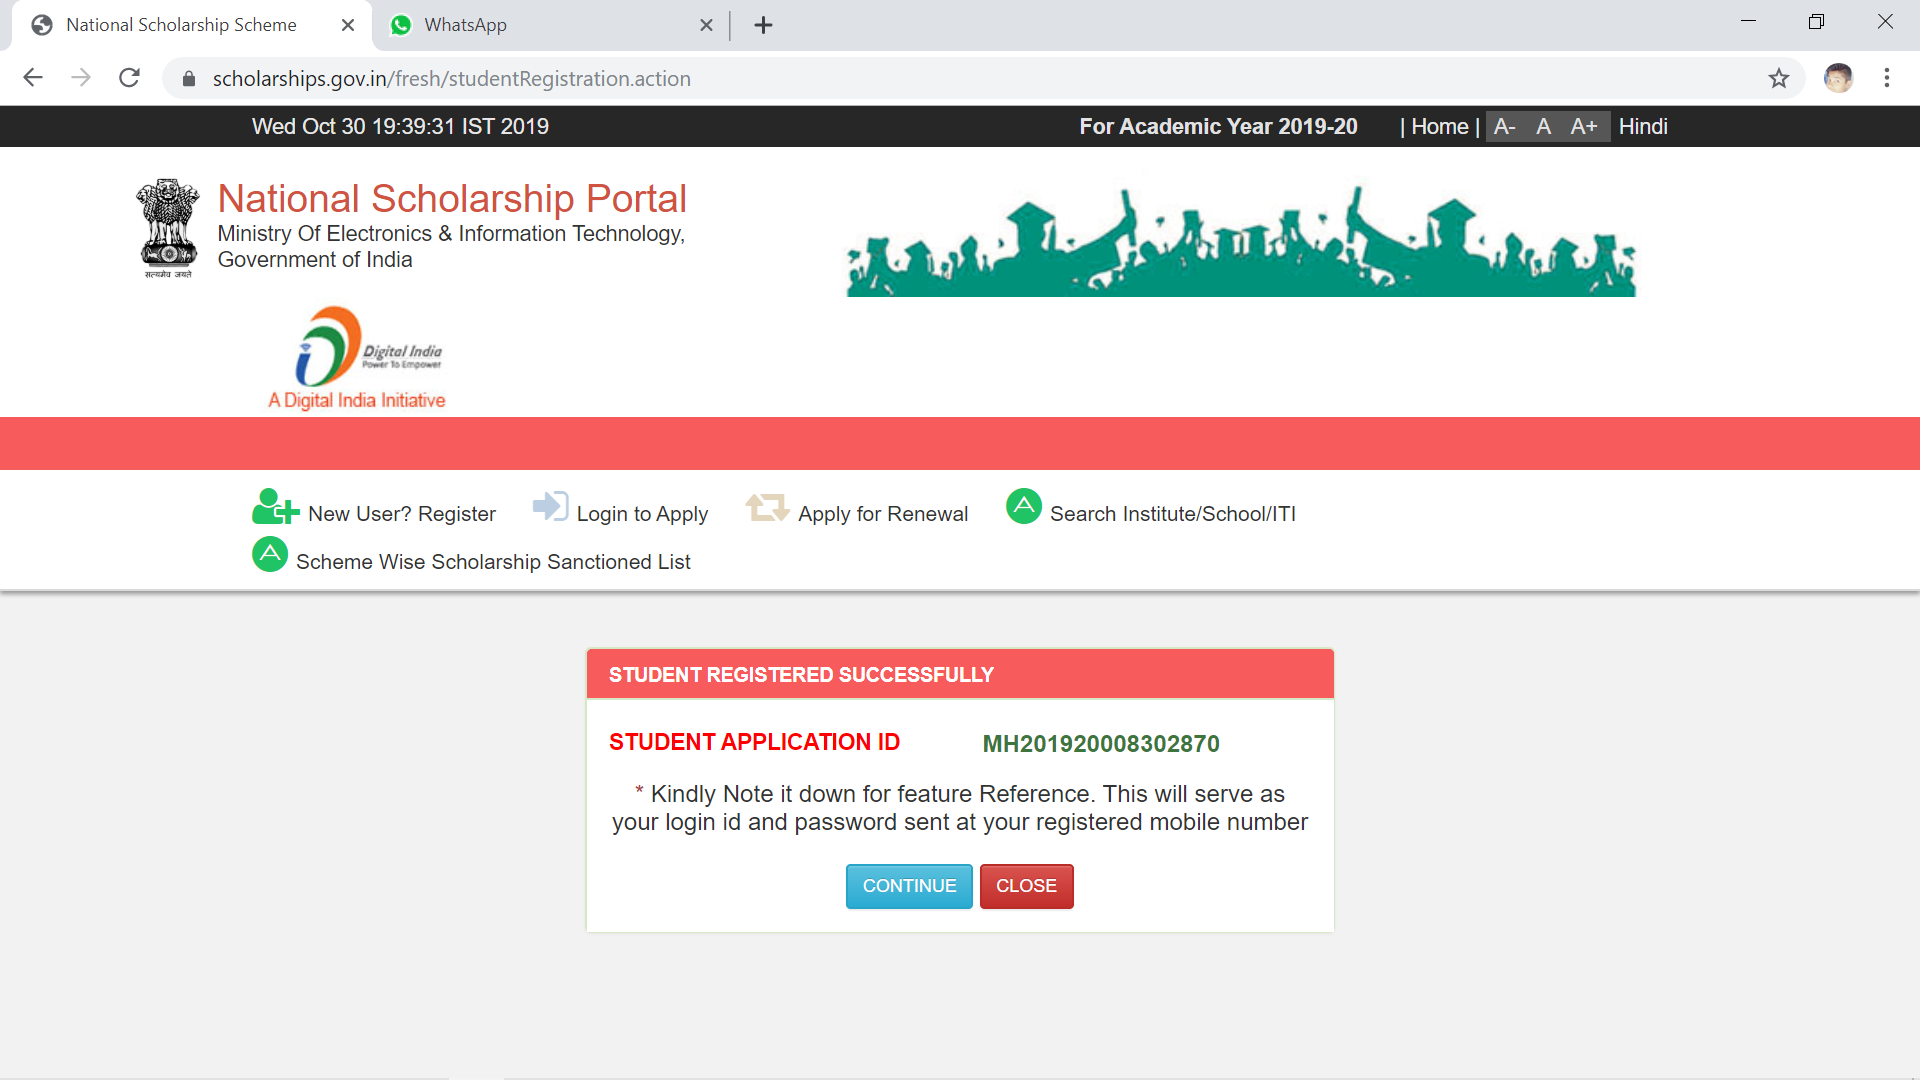 National Scholarship Scheme
WhatsApp
scholarships.gov.in/fresh/studentRegistration.action
Wed Oct 30 19:39:31 IST 2019
For Academic Year 2019-20 | Home | A- A A+ Hindi
सत्यमेव जयते
National Scholarship Portal
Ministry Of Electronics & Information Technology,
Government of India
Digital India
Power To Empower
A Digital India Initiative
New User? Register Login to Apply Apply for Renewal Search Institute/School/ITI
Scheme Wise Scholarship Sanctioned List
STUDENT REGISTERED SUCCESSFULLY
STUDENT APPLICATION ID MH201920008302870
* Kindly Note it down for feature Reference. This will serve as
your login id and password sent at your registered mobile number
CONTINUE CLOSE